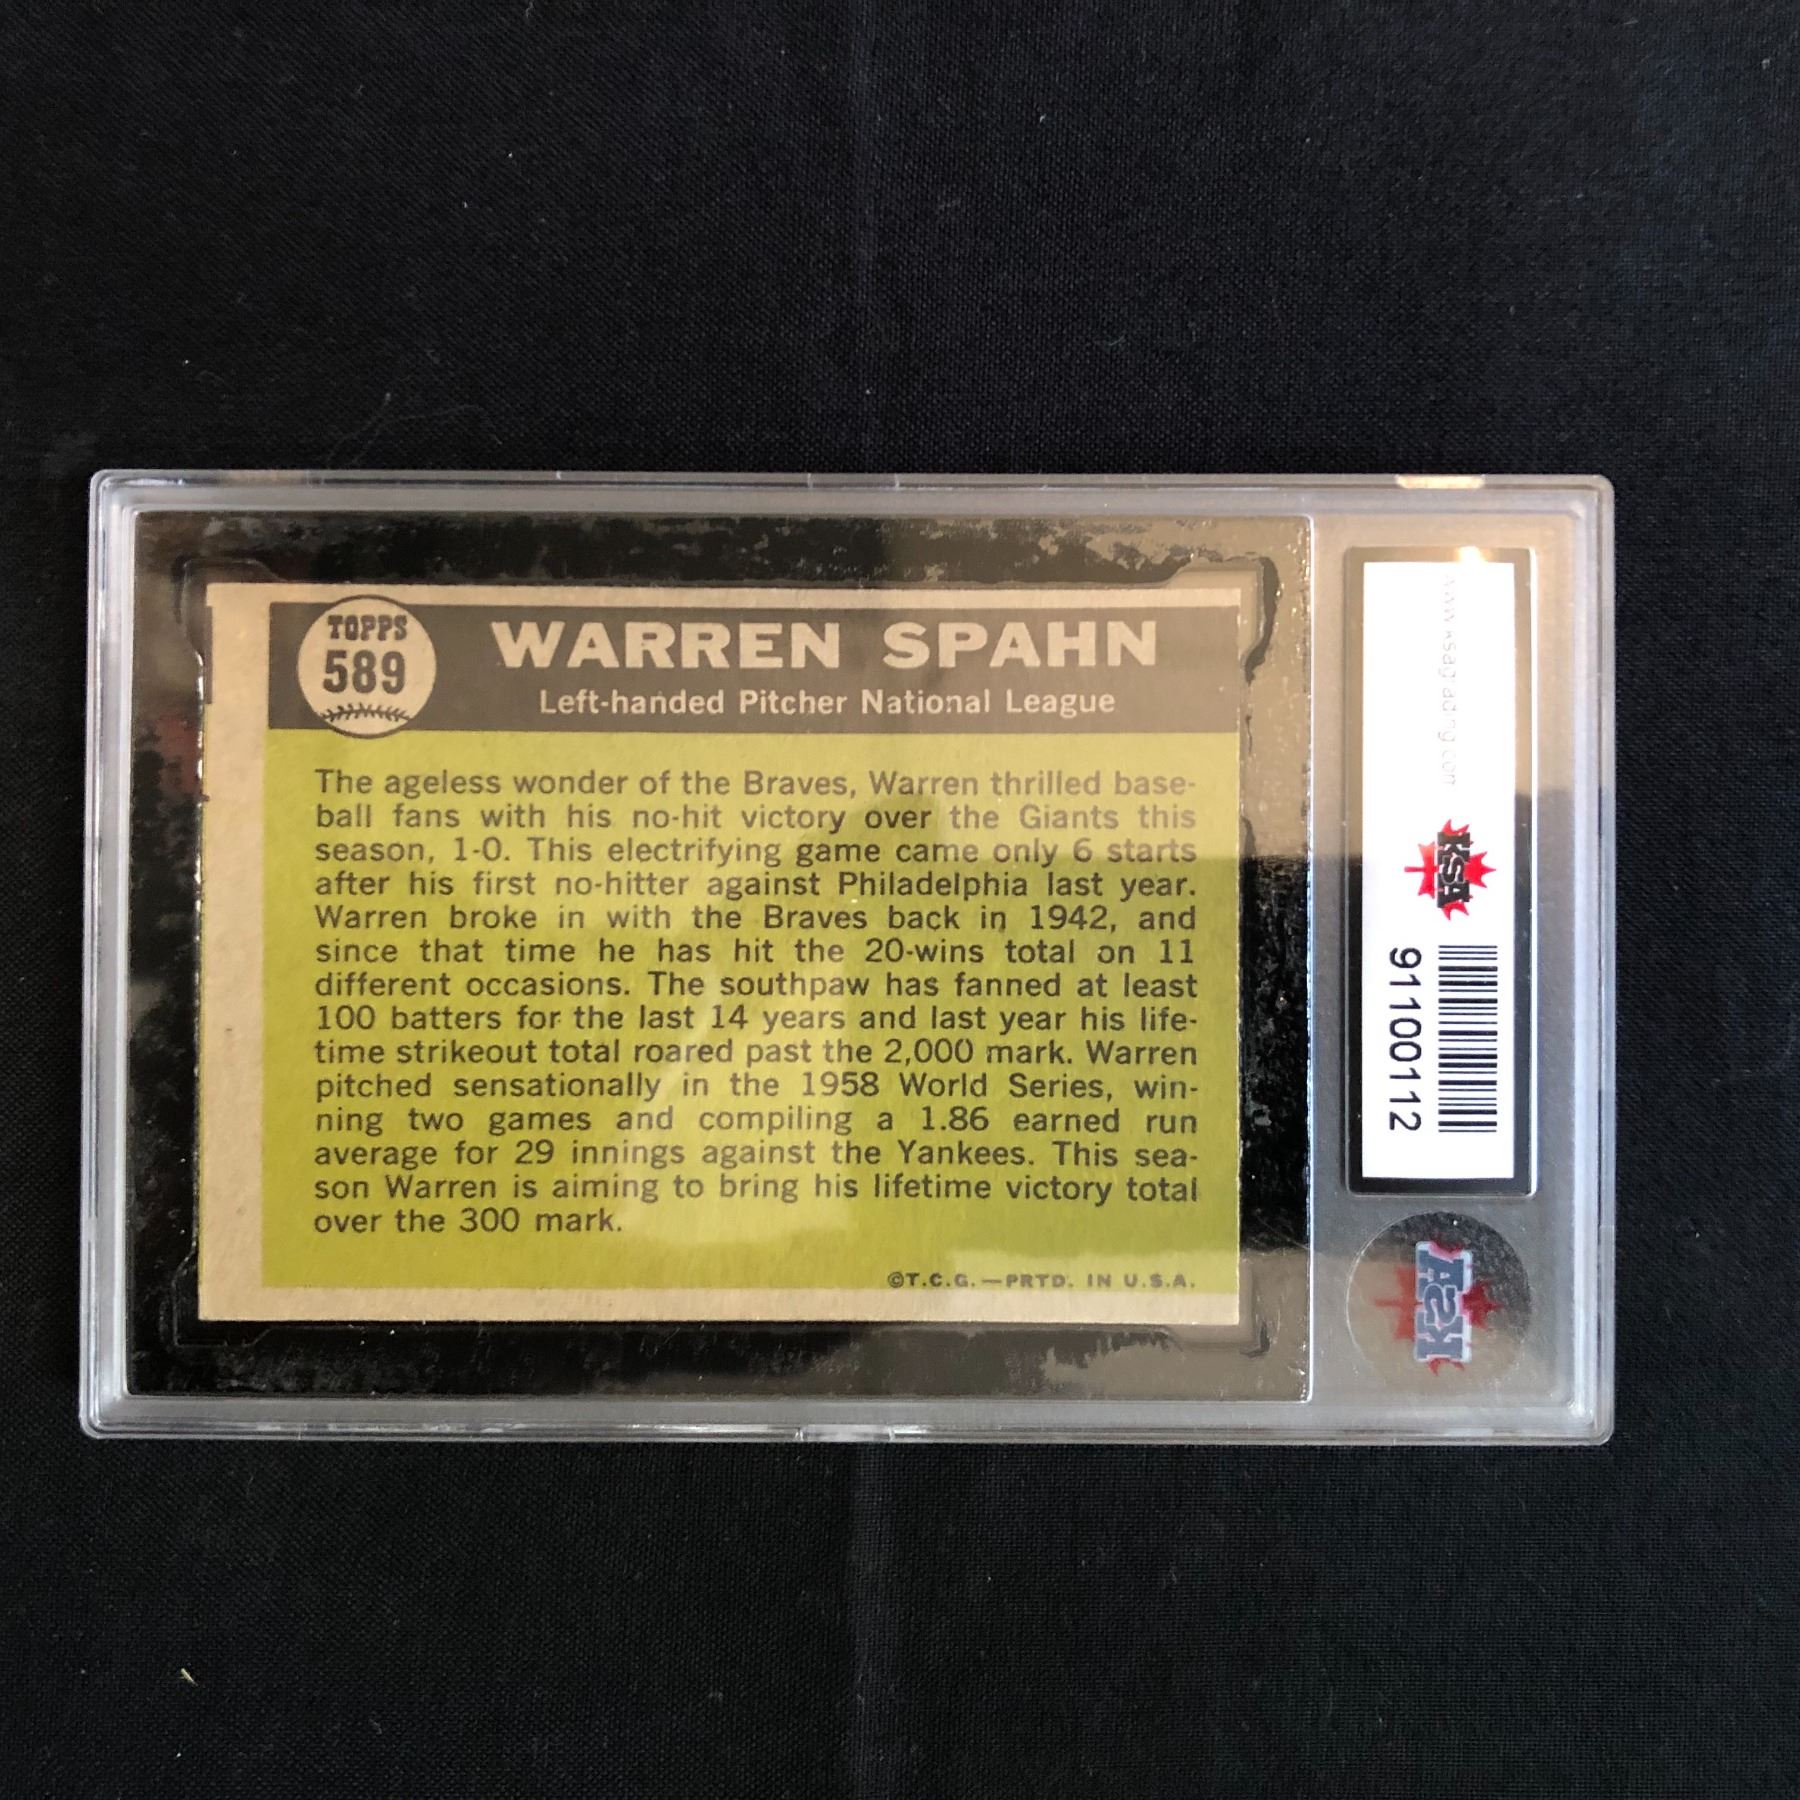 TOPPS
589
WARREN SPAHN
Left-handed Pitcher National League
The ageless wonder of the Braves, Warren thrilled base-
ball fans with his no-hit victory over the Giants this
season, 1-0. This electrifying game came only 6 starts
after his first no-hitter against Philadelphia last year.
Warren broke in with the Braves back in 1942, and
since that time he has hit the 20-wins total on 11
different occasions. The southpaw has fanned at least
100 batters for the last 14 years and last year his life-
time strikeout total roared past the 2,000 mark. Warren
pitched sensationally in the 1958 World Series, win-
ning two games and compiling a 1.86 earned run
average for 29 innings against the Yankees. This sea-
son Warren is aiming to bring his lifetime victory total
over the 300 mark.
©T.C.G.—PRTD. IN U.S.A.
www.ksagrading.com
KSA
91100112
KSA